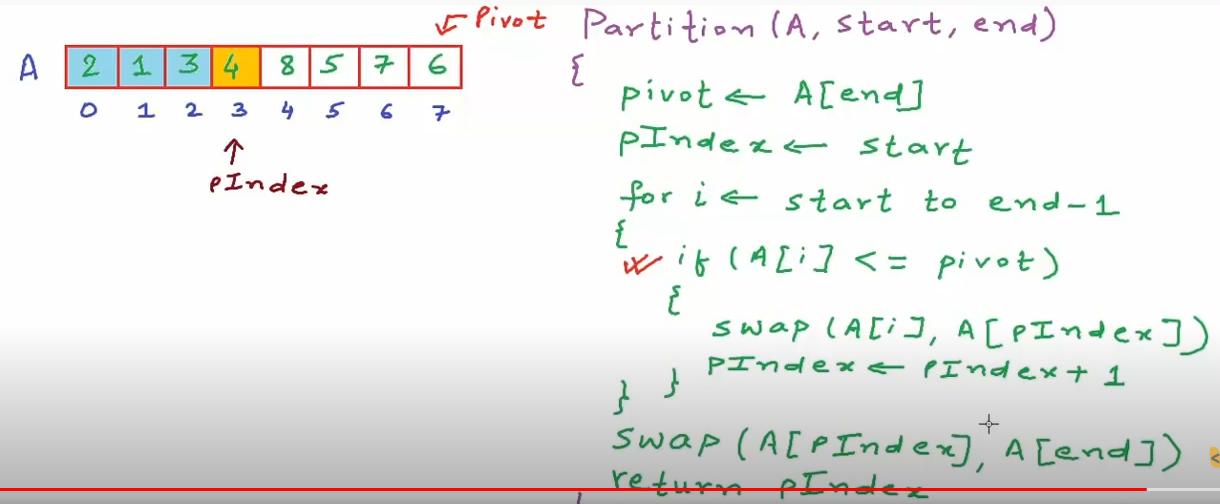 Pivot
A 2 1 3 4 8 5 7 6
0 1 2 3 4 5 6 7
pIndex
Partition (A, start, end)
{
pivot ← A[end]
pIndex ← start
for i ← start to end-1
{
if (A[i] <= pivot)
{
swap (A[i], A[pIndex])
pIndex ← pIndex + 1
} }
swap (A[pIndex], A[end])
return pIndex